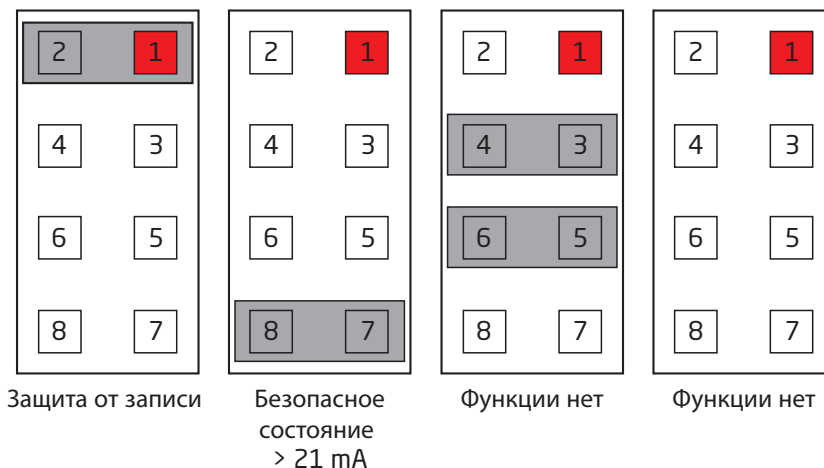 2 1 2 1 2 1 2 1
4 3 4 3 4 3 4 3
6 5 6 5 6 5 6 5
8 7 8 7 8 7 8 7
Защита от записи
Безопасное
состояние
> 21 mA
Функции нет
Функции нет